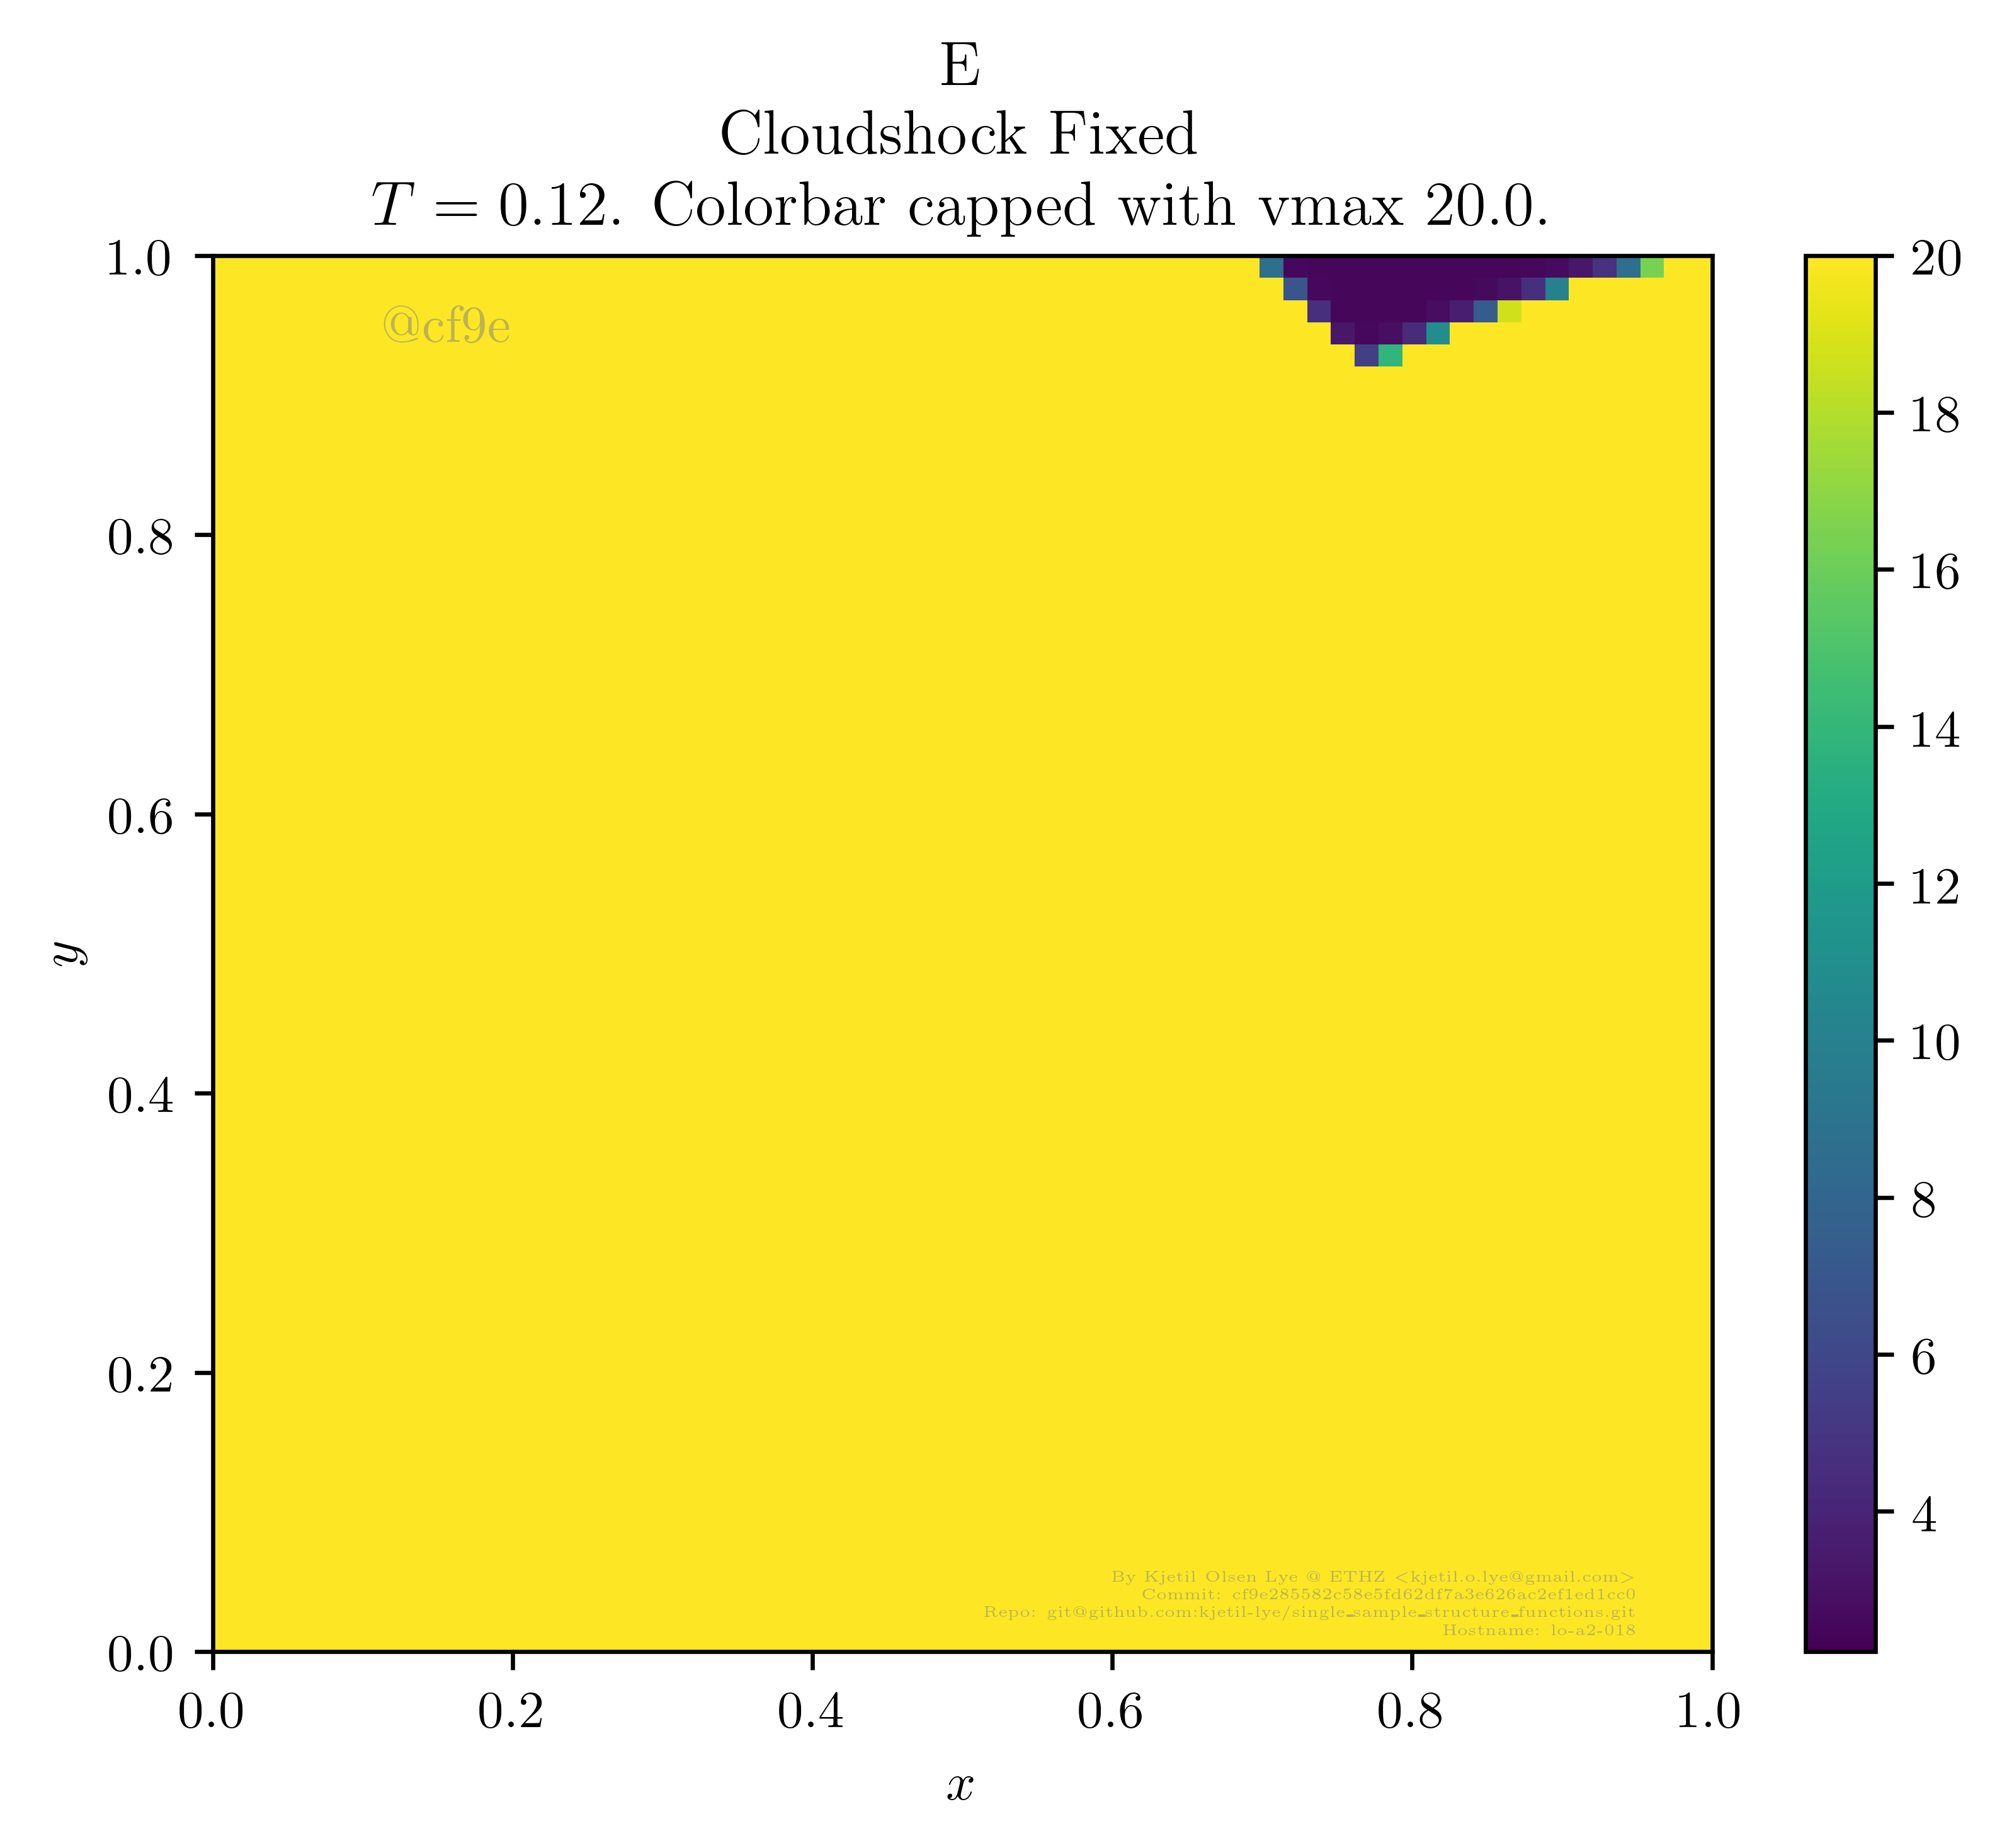 E
Cloudshock Fixed
T = 0.12. Colorbar capped with vmax 20.0.
1.0
0.8
0.6
0.4
0.2
0.0
y
@cf9e
By Kjetil Olsen Lye @ ETHZ <kjetil.o.lye@gmail.com>
Commit: cf9e285582c58e5fd62df7a3e626ac2ef1ed1cc0
Repo: git@github.com:kjetil-lye/single_sample_structure_functions.git
Hostname: lo-a2-018
0.0 0.2 0.4 0.6 0.8 1.0
x
20
18
16
14
12
10
8
6
4